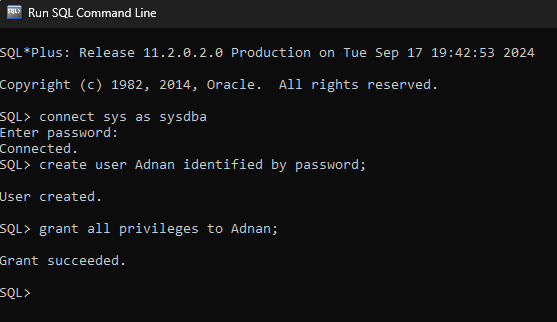 Run SQL Command Line
SQL*Plus: Release 11.2.0.2.0 Production on Tue Sep 17 19:42:53 2024
Copyright (c) 1982, 2014, Oracle.  All rights reserved.
SQL> connect sys as sysdba
Enter password:
Connected.
SQL> create user Adnan identified by password;
User created.
SQL> grant all privileges to Adnan;
Grant succeeded.
SQL>